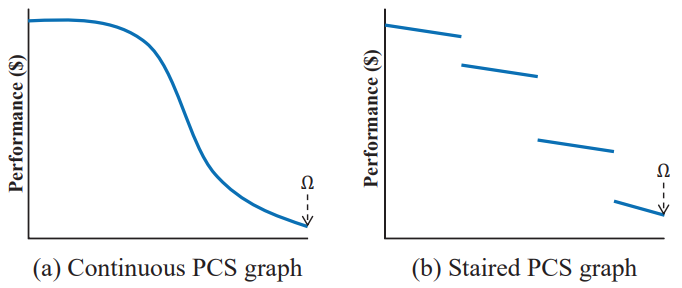 Performance ($)
Ω
(a) Continuous PCS graph
Performance ($)
Ω
(b) Staired PCS graph